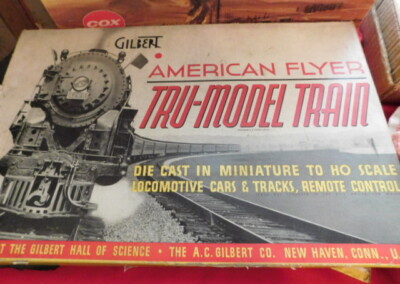 COX
GILBERT
AMERICAN FLYER
TRU-MODEL TRAIN
DIE CAST IN MINIATURE TO HO SCALE
LOCOMOTIVE CARS & TRACKS, REMOTE CONTROL
AT THE GILBERT HALL OF SCIENCE • THE A.C. GILBERT CO. NEW HAVEN, CONN., U.